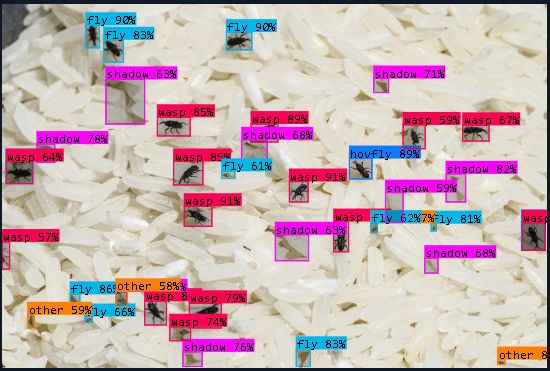 fly 90%
fly 90%
fly 83%
shadow 63%
shadow 71%
wasp 85%
wasp 89%
wasp 59%
wasp 67%
shadow 78%
shadow 68%
wasp 64%
wasp 85%
hovfly 89%
fly 61%
shadow 82%
wasp 91%
shadow 59%
wasp 91%
wasp
fly 62%
7%
fly 81%
wasp
shadow 63%
wasp 57%
shadow 68%
fly 86
other 58%
wasp 8
wasp 79%
other 59%
ly 66%
wasp 74%
shadow 76%
fly 83%
other 8